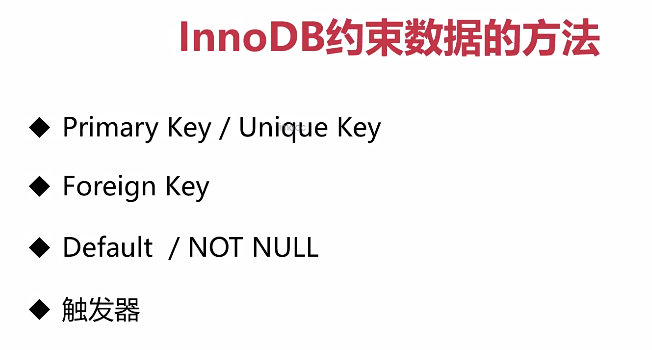 InnoDB约束数据的方法
◆ Primary Key / Unique Key
◆ Foreign Key
◆ Default / NOT NULL
◆ 触发器